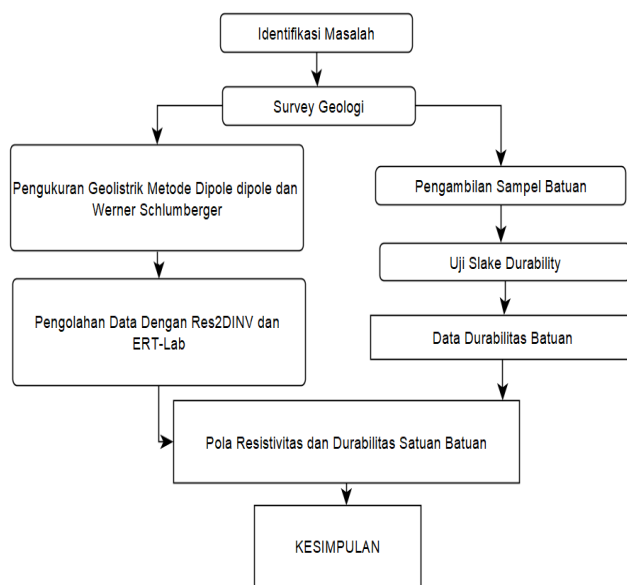 Identifikasi Masalah
Survey Geologi
Pengukuran Geolistrik Metode Dipole dipole dan
Werner Schlumberger
Pengambilan Sampel Batuan
Uji Slake Durability
Pengolahan Data Dengan Res2DINV dan
ERT-Lab
Data Durabilitas Batuan
Pola Resistivitas dan Durabilitas Satuan Batuan
KESIMPULAN